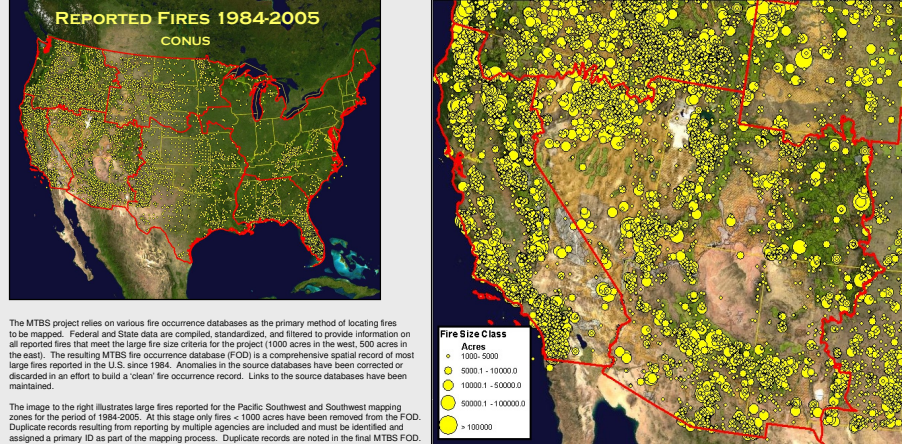 Reported Fires 1984-2005
CONUS
The MTBS project relies on various fire occurrence databases as the primary method of locating fires
to be mapped. Federal and State data are compiled, standardized, and filtered to provide information on
all reported fires that meet the large fire size criteria for the project (1000 acres in the west, 500 acres in
the east). The resulting MTBS fire occurrence database (FOD) is a comprehensive spatial record of most
large fires reported in the U.S. since 1984. Anomalies in the source databases have been corrected or
discarded in an effort to build a ‘clean’ fire occurrence record. Links to the source databases have been
maintained.
The image to the right illustrates large fires reported for the Pacific Southwest and Southwest mapping
zones for the period of 1984-2005. At this stage only fires < 1000 acres have been removed from the FOD.
Duplicate records resulting from reporting by multiple agencies are included and must be identified and
assigned a primary ID as part of the mapping process. Duplicate records are noted in the final MTBS FOD.
Fire Size Class
Acres
1000- 5000
5000.1 - 10000.0
10000.1 - 50000.0
50000.1 - 100000.0
> 100000